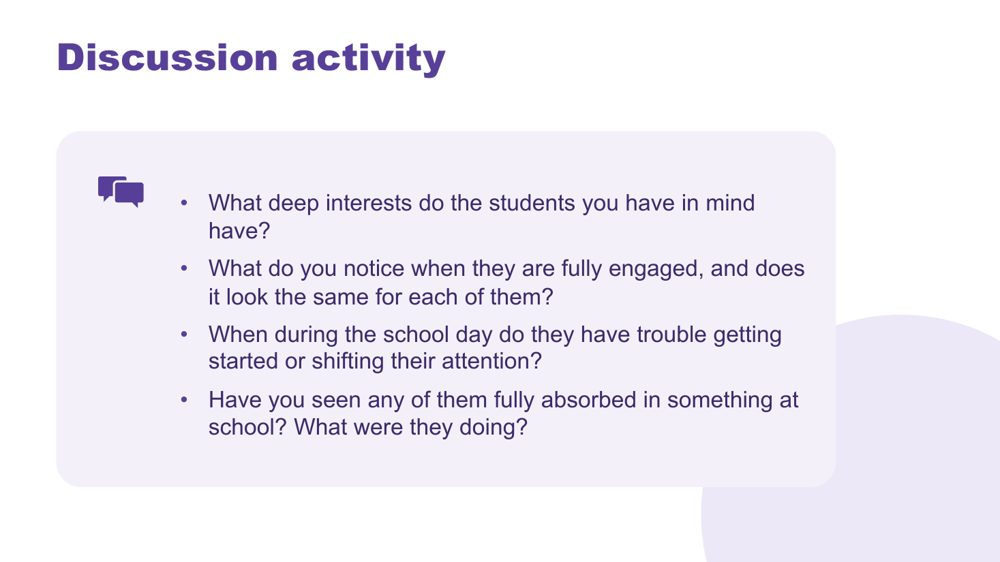 Discussion activity
• What deep interests do the students you have in mind
have?
• What do you notice when they are fully engaged, and does
it look the same for each of them?
• When during the school day do they have trouble getting
started or shifting their attention?
• Have you seen any of them fully absorbed in something at
school? What were they doing?